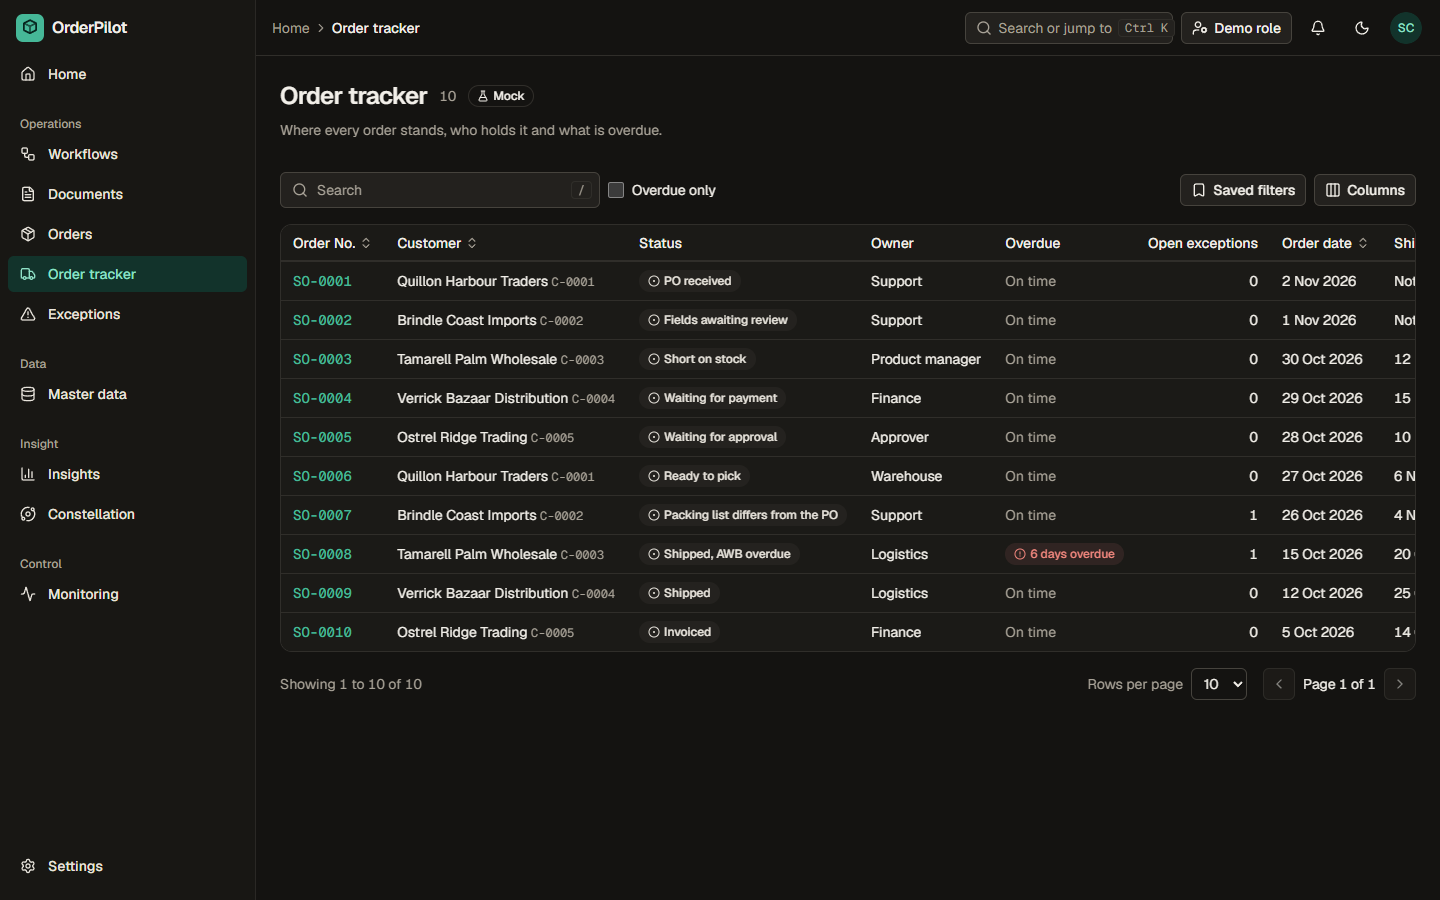 OrderPilot
Home
Operations
Workflows
Documents
Orders
Order tracker
Exceptions
Data
Master data
Insight
Insights
Constellation
Control
Monitoring
Settings
Home > Order tracker
Search or jump to Ctrl K
Demo role
SC
Order tracker 10 Mock
Where every order stands, who holds it and what is overdue.
Search /
Overdue only
Saved filters
Columns
Order No. Customer Status Owner Overdue Open exceptions Order date Shi
SO-0001 Quillon Harbour Traders C-0001 PO received Support On time 0 2 Nov 2026 Not
SO-0002 Brindle Coast Imports C-0002 Fields awaiting review Support On time 0 1 Nov 2026 Not
SO-0003 Tamarell Palm Wholesale C-0003 Short on stock Product manager On time 0 30 Oct 2026 12
SO-0004 Verrick Bazaar Distribution C-0004 Waiting for payment Finance On time 0 29 Oct 2026 15
SO-0005 Ostrel Ridge Trading C-0005 Waiting for approval Approver On time 0 28 Oct 2026 10
SO-0006 Quillon Harbour Traders C-0001 Ready to pick Warehouse On time 0 27 Oct 2026 6 N
SO-0007 Brindle Coast Imports C-0002 Packing list differs from the PO Support On time 1 26 Oct 2026 4 N
SO-0008 Tamarell Palm Wholesale C-0003 Shipped, AWB overdue Logistics 6 days overdue 1 15 Oct 2026 20
SO-0009 Verrick Bazaar Distribution C-0004 Shipped Logistics On time 0 12 Oct 2026 25
SO-0010 Ostrel Ridge Trading C-0005 Invoiced Finance On time 0 5 Oct 2026 14
Showing 1 to 10 of 10
Rows per page 10 Page 1 of 1